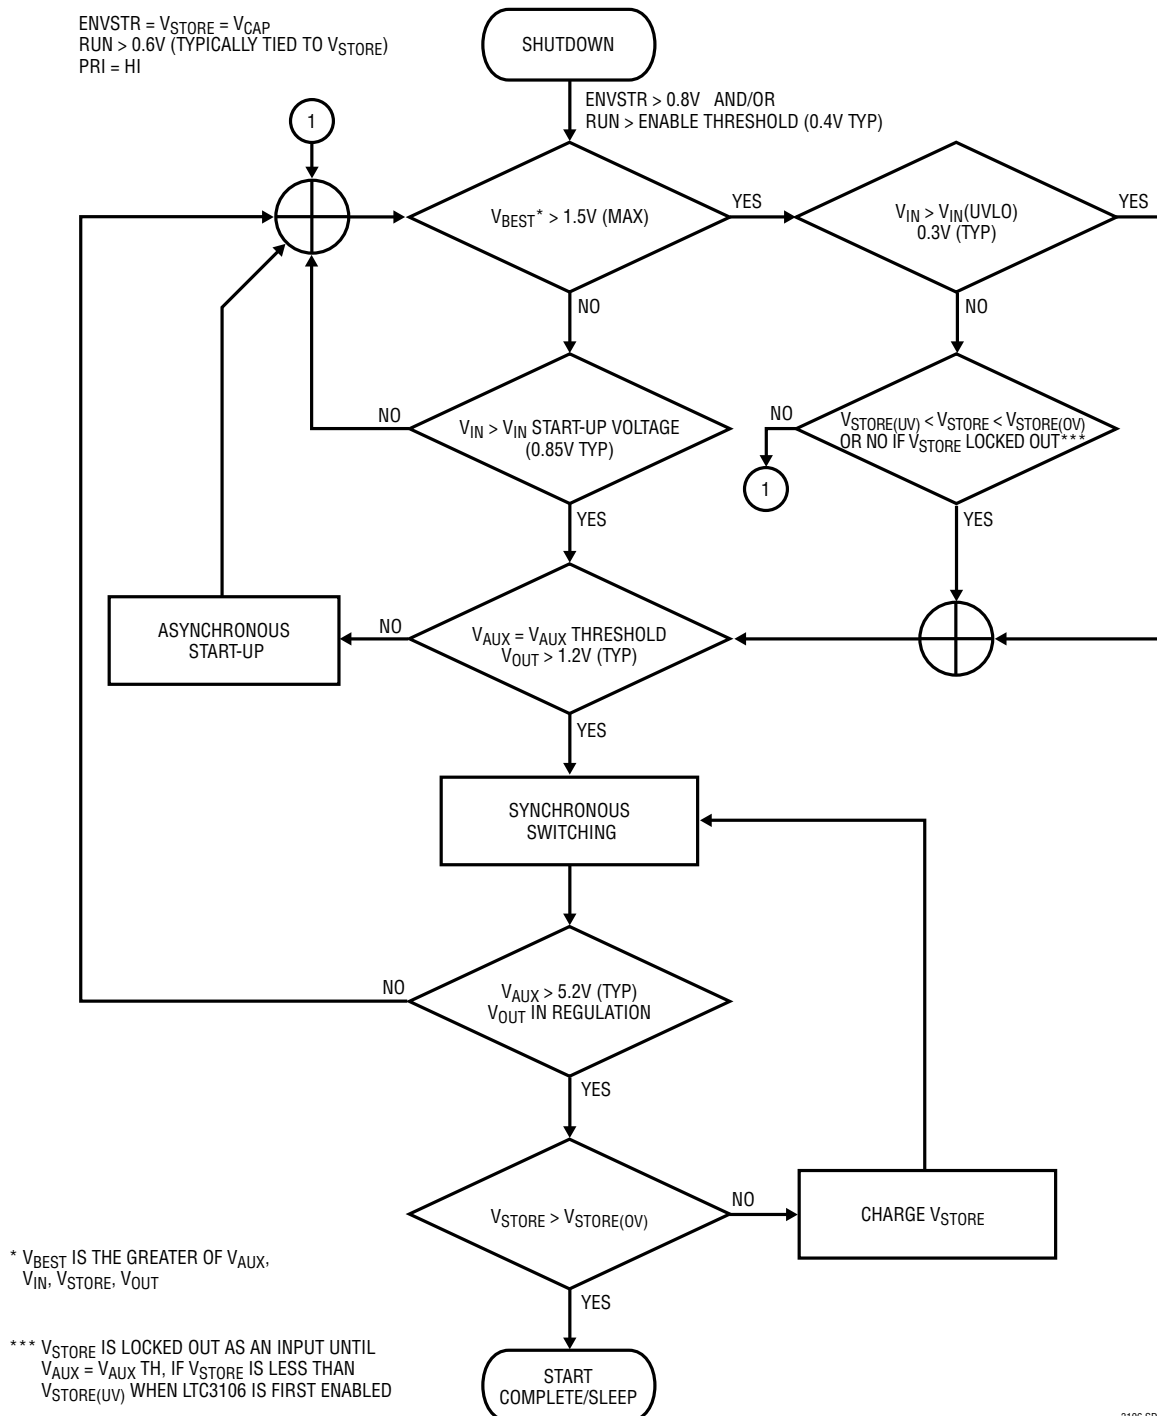 ENVSTR = VSTORE = VCAP
RUN > 0.6V (TYPICALLY TIED TO VSTORE)
PRI = HI
SHUTDOWN
ENVSTR > 0.8V AND/OR
RUN > ENABLE THRESHOLD (0.4V TYP)
1
VBEST* > 1.5V (MAX)
YES
VIN > VIN(UVLO)
0.3V (TYP)
YES
NO
NO
NO
VIN > VIN START-UP VOLTAGE
(0.85V TYP)
NO
VSTORE(UV) < VSTORE < VSTORE(OV)
OR NO IF VSTORE LOCKED OUT***
1
YES
YES
ASYNCHRONOUS
START-UP
NO
VAUX = VAUX THRESHOLD
VOUT > 1.2V (TYP)
YES
SYNCHRONOUS
SWITCHING
NO
VAUX > 5.2V (TYP)
VOUT IN REGULATION
YES
VSTORE > VSTORE(OV)
NO
CHARGE VSTORE
* VBEST IS THE GREATER OF VAUX,
VIN, VSTORE, VOUT
YES
*** VSTORE IS LOCKED OUT AS AN INPUT UNTIL
VAUX = VAUX TH, IF VSTORE IS LESS THAN
VSTORE(UV) WHEN LTC3106 IS FIRST ENABLED
START
COMPLETE/SLEEP